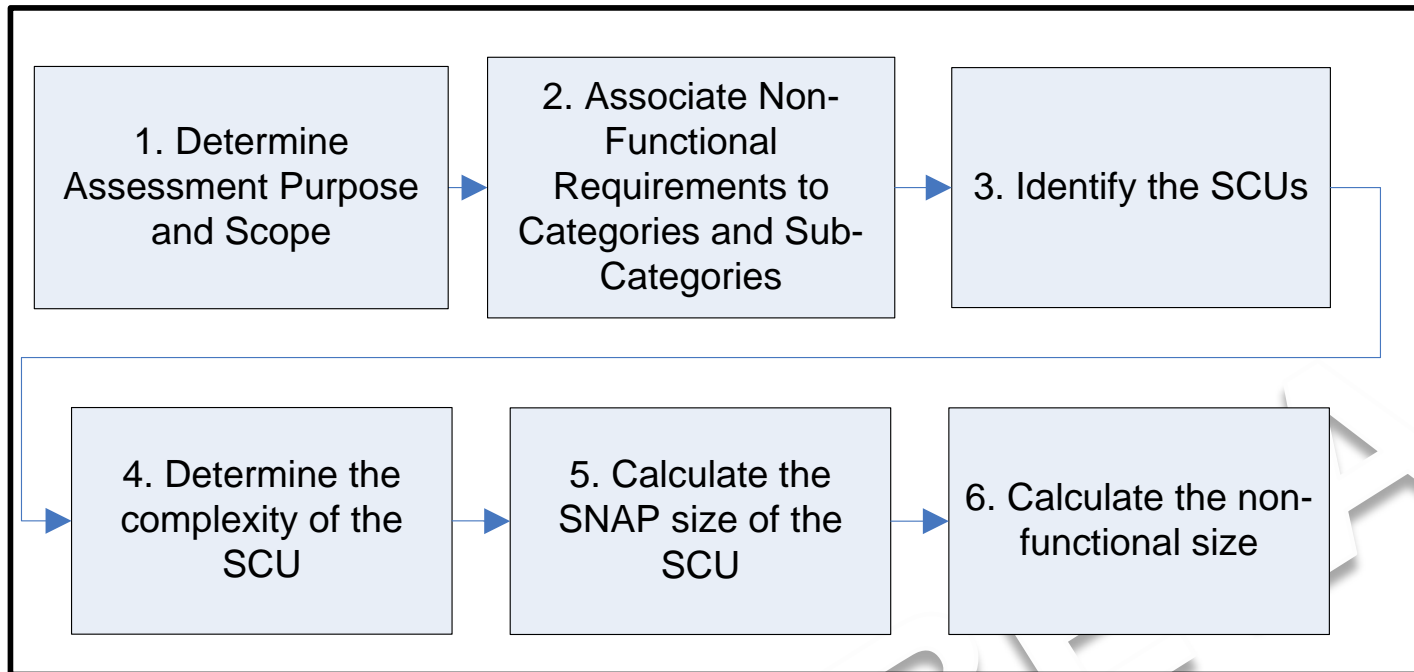 1. Determine
Assessment Purpose
and Scope
2. Associate Non-
Functional
Requirements to
Categories and Sub-
Categories
3. Identify the SCUs
4. Determine the
complexity of the
SCU
5. Calculate the
SNAP size of the
SCU
6. Calculate the non-
functional size